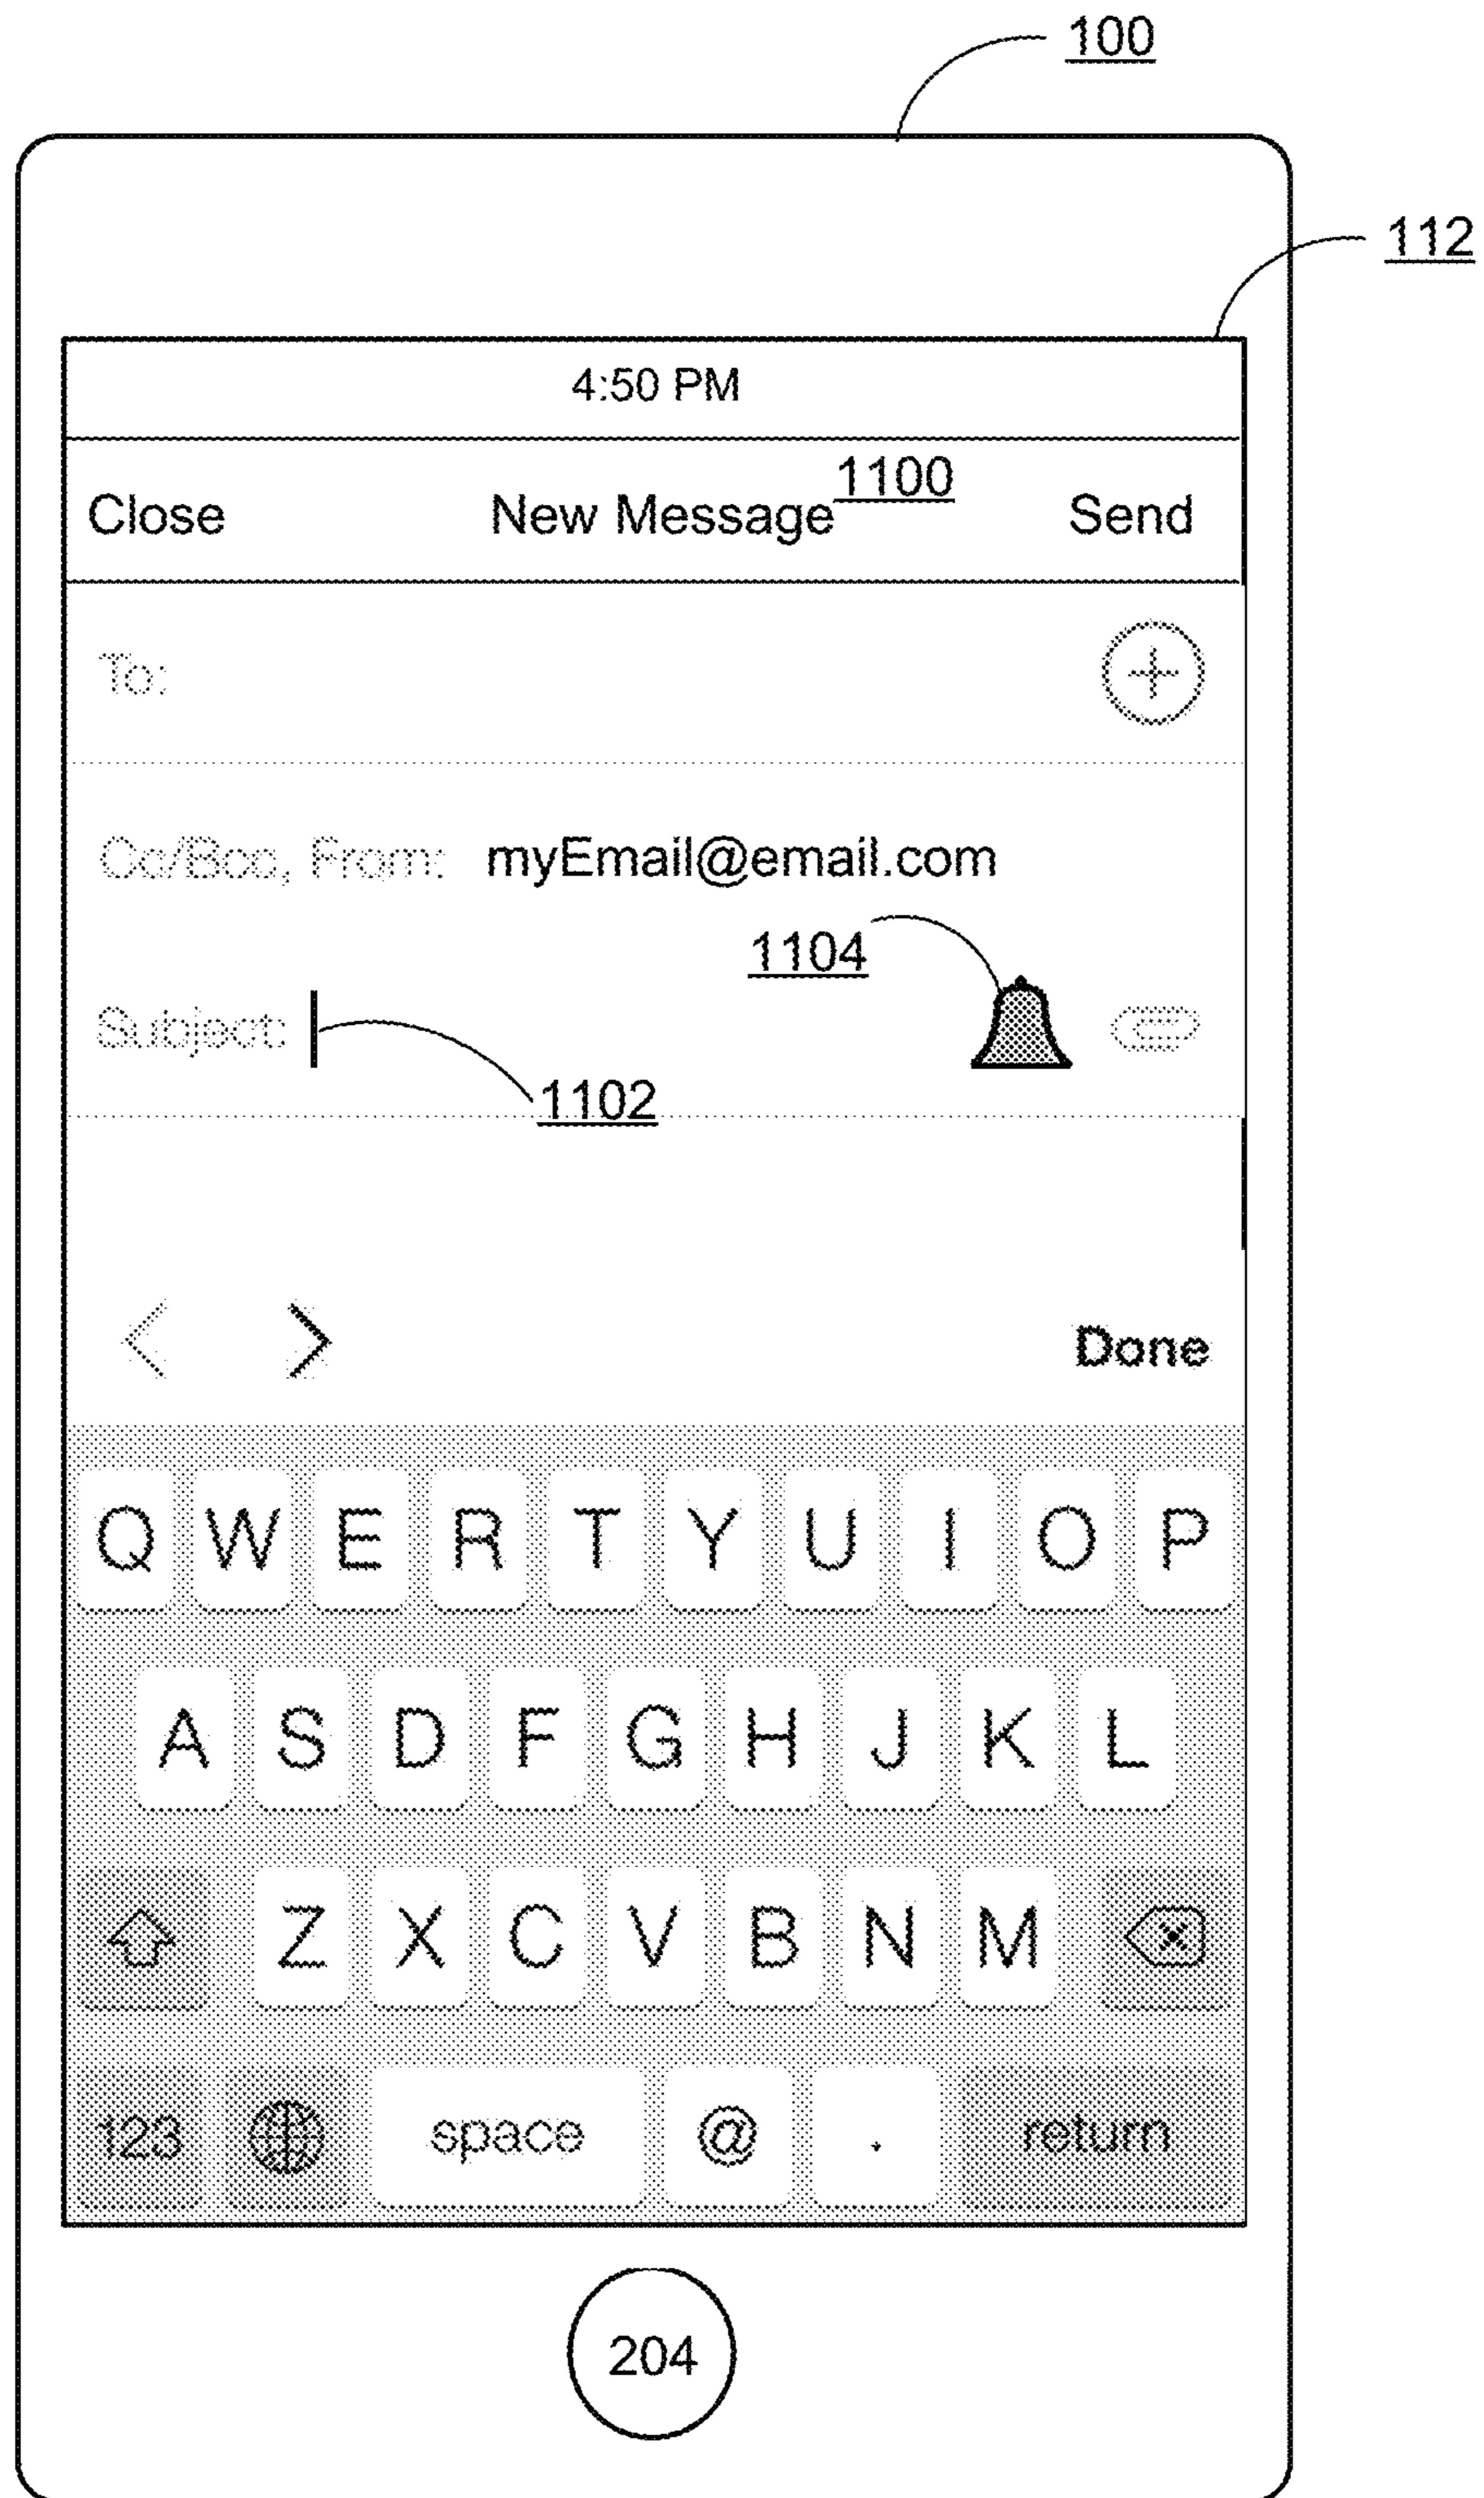 100
112
4:50 PM
Close New Message 1100 Send
To:
Cc/Bcc, From: myEmail@email.com
1104
Subject:
1102
Done
Q W E R T Y U I O P
A S D F G H J K L
Z X C V B N M
123 space @ . return
204